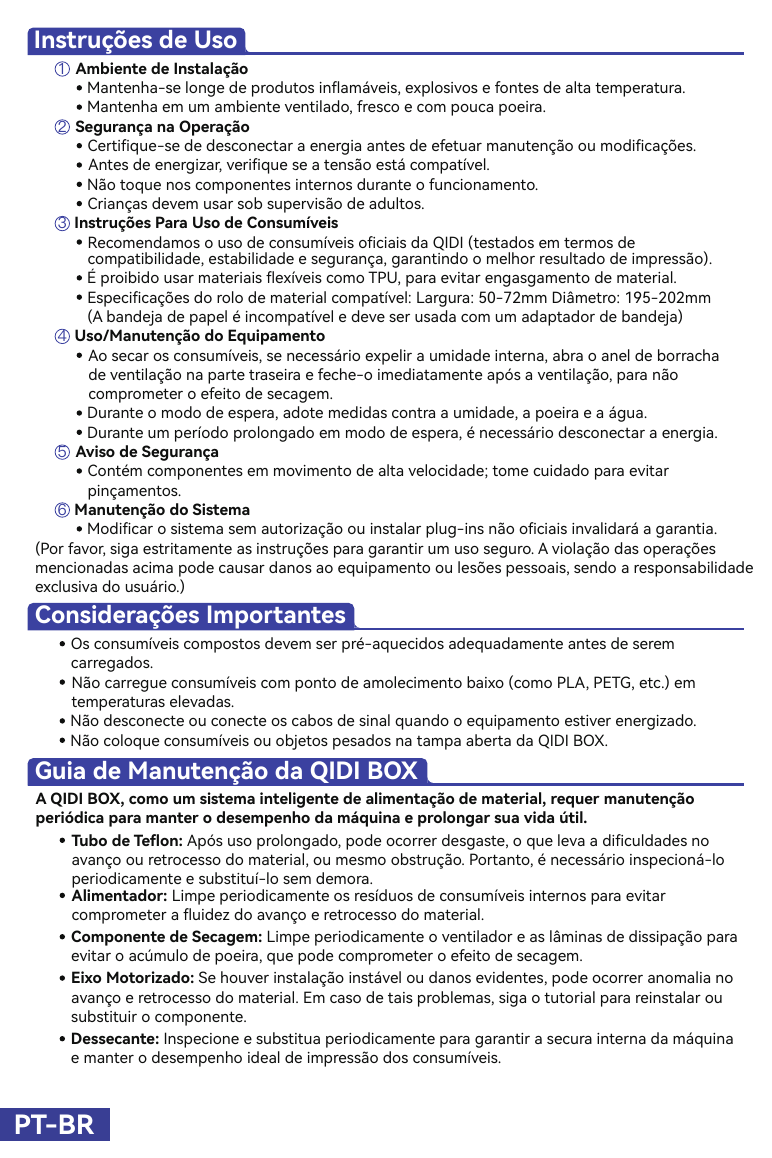 Instruções de Uso
① Ambiente de Instalação
• Mantenha-se longe de produtos inflamáveis, explosivos e fontes de alta temperatura.
• Mantenha em um ambiente ventilado, fresco e com pouca poeira.
② Segurança na Operação
• Certifique-se de desconectar a energia antes de efetuar manutenção ou modificações.
• Antes de energizar, verifique se a tensão está compatível.
• Não toque nos componentes internos durante o funcionamento.
• Crianças devem usar sob supervisão de adultos.
③ Instruções Para Uso de Consumíveis
• Recomendamos o uso de consumíveis oficiais da QIDI (testados em termos de
compatibilidade, estabilidade e segurança, garantindo o melhor resultado de impressão).
• É proibido usar materiais flexíveis como TPU, para evitar engasgamento de material.
• Especificações do rolo de material compatível: Largura: 50-72mm Diâmetro: 195-202mm
(A bandeja de papel é incompatível e deve ser usada com um adaptador de bandeja)
④ Uso/Manutenção do Equipamento
• Ao secar os consumíveis, se necessário expelir a umidade interna, abra o anel de borracha
de ventilação na parte traseira e feche-o imediatamente após a ventilação, para não
comprometer o efeito de secagem.
• Durante o modo de espera, adote medidas contra a umidade, a poeira e a água.
• Durante um período prolongado em modo de espera, é necessário desconectar a energia.
⑤ Aviso de Segurança
• Contém componentes em movimento de alta velocidade; tome cuidado para evitar
pinçamentos.
⑥ Manutenção do Sistema
• Modificar o sistema sem autorização ou instalar plug-ins não oficiais invalidará a garantia.
(Por favor, siga estritamente as instruções para garantir um uso seguro. A violação das operações
mencionadas acima pode causar danos ao equipamento ou lesões pessoais, sendo a responsabilidade
exclusiva do usuário.)
Considerações Importantes
• Os consumíveis compostos devem ser pré-aquecidos adequadamente antes de serem
carregados.
• Não carregue consumíveis com ponto de amolecimento baixo (como PLA, PETG, etc.) em
temperaturas elevadas.
• Não desconecte ou conecte os cabos de sinal quando o equipamento estiver energizado.
• Não coloque consumíveis ou objetos pesados na tampa aberta da QIDI BOX.
Guia de Manutenção da QIDI BOX
A QIDI BOX, como um sistema inteligente de alimentação de material, requer manutenção
periódica para manter o desempenho da máquina e prolongar sua vida útil.
• Tubo de Teflon: Após uso prolongado, pode ocorrer desgaste, o que leva a dificuldades no
avanço ou retrocesso do material, ou mesmo obstrução. Portanto, é necessário inspecioná-lo
periodicamente e substituí-lo sem demora.
• Alimentador: Limpe periodicamente os resíduos de consumíveis internos para evitar
comprometer a fluidez do avanço e retrocesso do material.
• Componente de Secagem: Limpe periodicamente o ventilador e as lâminas de dissipação para
evitar o acúmulo de poeira, que pode comprometer o efeito de secagem.
• Eixo Motorizado: Se houver instalação instável ou danos evidentes, pode ocorrer anomalia no
avanço e retrocesso do material. Em caso de tais problemas, siga o tutorial para reinstalar ou
substituir o componente.
• Dessecante: Inspecione e substitua periodicamente para garantir a secura interna da máquina
e manter o desempenho ideal de impressão dos consumíveis.
PT-BR